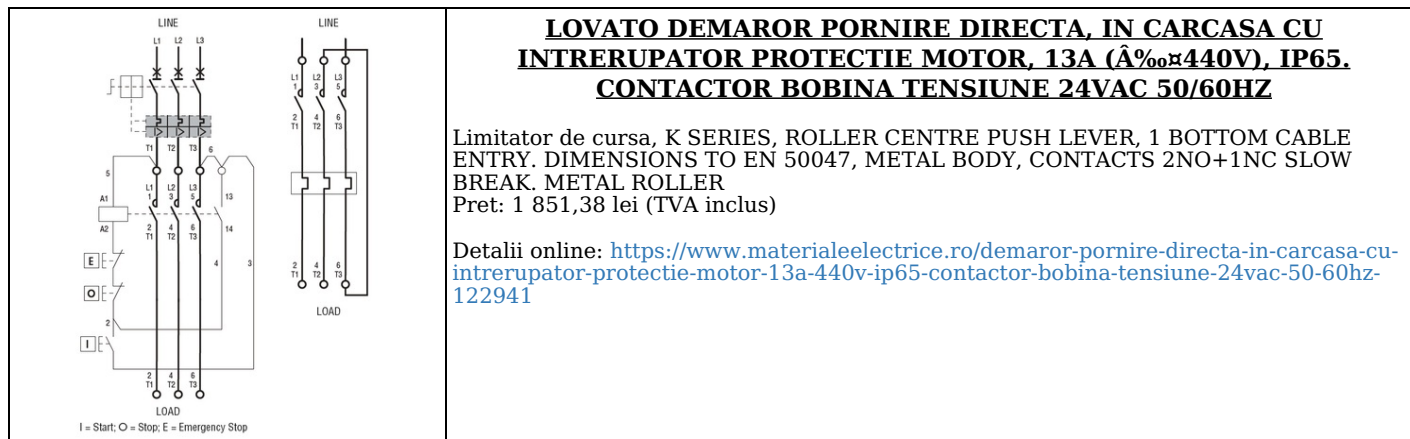 LINE
L1 L2 L3
T1 T2 T3 6
5
L1 L2 L3
1 3 5 13
A1
A2
2 4 6 14
T1 T2 T3
E
4 3
O
2
I
2 4 6
T1 T2 T3
LOAD
I = Start; O = Stop; E = Emergency Stop
LINE
L1 L2 L3
1 3 5
2 4 6
T1 T2 T3
2 4 6
T1 T2 T3
LOAD
LOVATO DEMAROR PORNIRE DIRECTA, IN CARCASA CU
INTRERUPATOR PROTECTIE MOTOR, 13A (Â‰¤440V), IP65.
CONTACTOR BOBINA TENSIUNE 24VAC 50/60HZ
Limitator de cursa, K SERIES, ROLLER CENTRE PUSH LEVER, 1 BOTTOM CABLE
ENTRY. DIMENSIONS TO EN 50047, METAL BODY, CONTACTS 2NO+1NC SLOW
BREAK. METAL ROLLER
Pret: 1 851,38 lei (TVA inclus)
Detalii online: https://www.materialeelectrice.ro/demaror-pornire-directa-in-carcasa-cu-
intrerupator-protectie-motor-13a-440v-ip65-contactor-bobina-tensiune-24vac-50-60hz-
122941